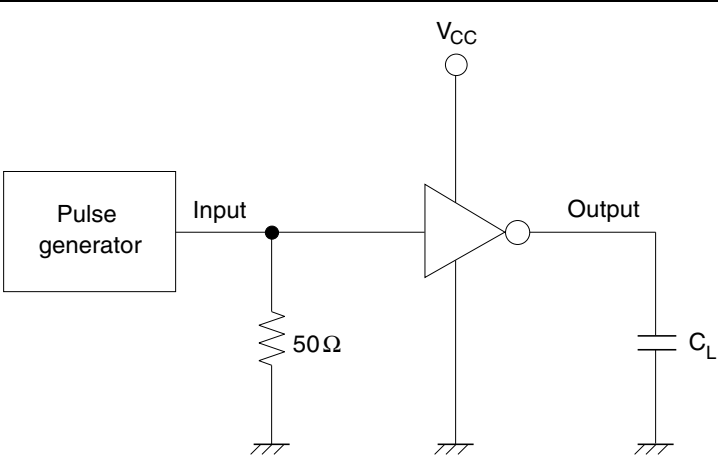 VCC
Pulse
generator
Input
Output
50Ω
CL